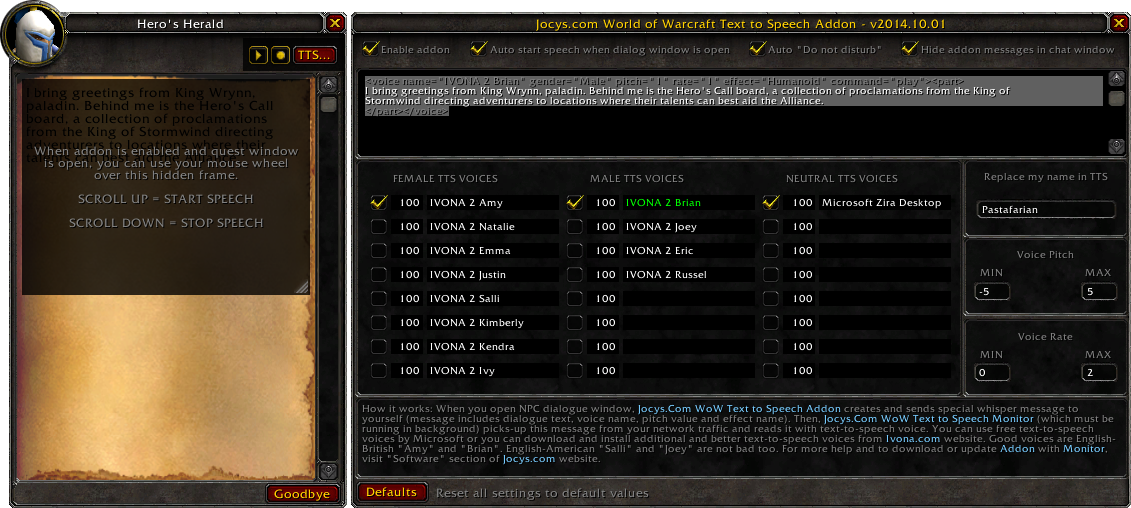 Hero's Herald
TTS...
I bring greetings from King Wrynn,
paladin. Behind me is the Hero's Call
board, a collection of proclamations
from the King of Stormwind directing
adventurers to locations where their
talents can best aid the Alliance.
When addon is enabled and quest window
is open, you can use your mouse wheel
over this hidden frame.
SCROLL UP = START SPEECH
SCROLL DOWN = STOP SPEECH
Goodbye
Jocys.com World of Warcraft Text to Speech Addon - v2014.10.01
Enable addon
Auto start speech when dialog window is open
Auto "Do not disturb"
Hide addon messages in chat window
<voice name="IVONA 2 Brian" gender="Male" pitch="1" rate="1" effect="Humanoid" command="play"><part>
I bring greetings from King Wrynn, paladin. Behind me is the Hero's Call board, a collection of proclamations from the King of
Stormwind directing adventurers to locations where their talents can best aid the Alliance.
</part></voice>
FEMALE TTS VOICES MALE TTS VOICES NEUTRAL TTS VOICES
100 IVONA 2 Amy 100 IVONA 2 Brian 100 Microsoft Zira Desktop
100 IVONA 2 Natalie 100 IVONA 2 Joey 100
100 IVONA 2 Emma 100 IVONA 2 Eric 100
100 IVONA 2 Justin 100 IVONA 2 Russel 100
100 IVONA 2 Salli 100 100
100 IVONA 2 Kimberly 100 100
100 IVONA 2 Kendra 100 100
100 IVONA 2 Ivy 100 100
Replace my name in TTS
Pastafarian
Voice Pitch
MIN MAX
-5 5
Voice Rate
MIN MAX
0 2
How it works: When you open NPC dialogue window, Jocys.Com WoW Text to Speech Addon creates and sends special whisper message to
yourself (message includes dialogue text, voice name, pitch value and effect name). Then, Jocys.Com WoW Text to Speech Monitor (which must be
running in background) picks-up this message from your network traffic and reads it with text-to-speech voice. You can use free text-to-speech
voices by Microsoft or you can download and install additional and better text-to-speech voices from Ivona.com website. Good voices are English-
British "Amy" and "Brian". English-American "Salli" and "Joey" are not bad too. For more help and to download or update Addon with Monitor,
visit "Software" section of Jocys.com website.
Defaults
Reset all settings to default values